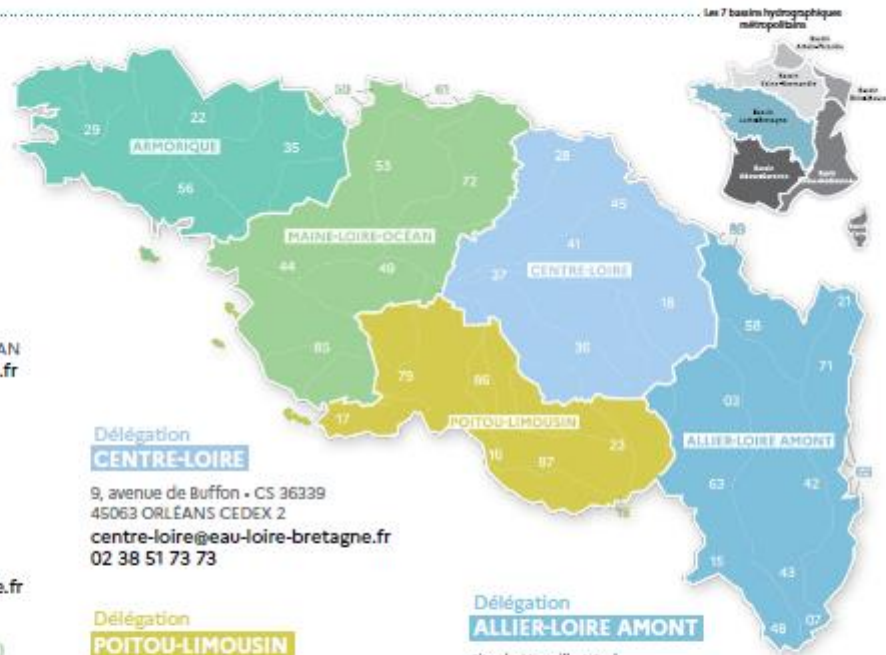 Les 7 bassins hydrographiques
métropolitains
29
22
35
56
ARMORIQUE
50
61
53
72
MAINE-LOIRE-OCÉAN
44
49
85
28
45
41
CENTRE-LOIRE
37
18
36
79
86
17
POITOU-LIMOUSIN
16
87
23
89
58
21
71
03
ALLIER-LOIRE AMONT
63
42
15
43
48
07
AN
.fr
Délégation
CENTRE-LOIRE
9, avenue de Buffon • CS 36339
45063 ORLÉANS CEDEX 2
centre-loire@eau-loire-bretagne.fr
02 38 51 73 73
e.fr
Délégation
POITOU-LIMOUSIN
Délégation
ALLIER-LOIRE AMONT